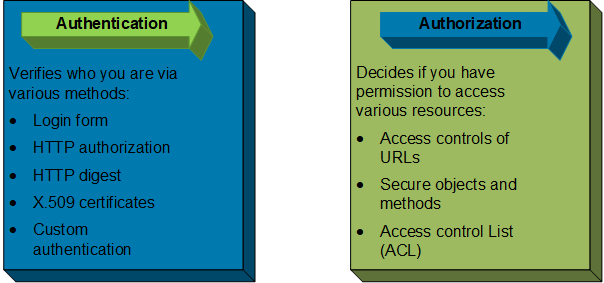 Authentication
Verifies who you are via
various methods:
● Login form
● HTTP authorization
● HTTP digest
● X.509 certificates
● Custom
authentication
Authorization
Decides if you have
permission to access
various resources:
● Access controls of
URLs
● Secure objects and
methods
● Access control List
(ACL)